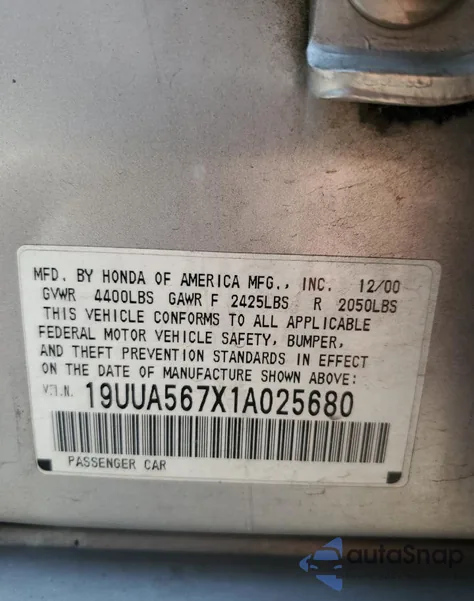 MFD. BY HONDA OF AMERICA MFG., INC. 12/00
GVWR 4400LBS GAWR F 2425LBS R 2050LBS
THIS VEHICLE CONFORMS TO ALL APPLICABLE
FEDERAL MOTOR VEHICLE SAFETY, BUMPER,
AND THEFT PREVENTION STANDARDS IN EFFECT
ON THE DATE OF MANUFACTURE SHOWN ABOVE:
V.I.N. 19UUA567X1A025680
PASSENGER CAR
autoSnap